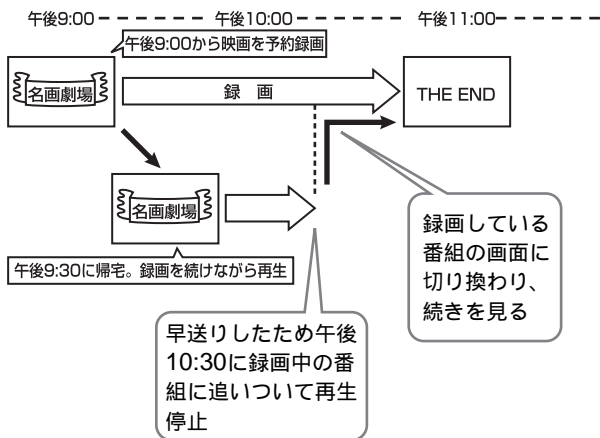 午後9:00 午後10:00 午後11:00
午後9:00から映画を予約録画
名画劇場
録 画
THE END
名画劇場
午後9:30に帰宅。録画を続けながら再生
録画している
番組の画面に
切り換わり、
続きを見る
早送りしたため午後
10:30に録画中の番
組に追いついて再生
停止